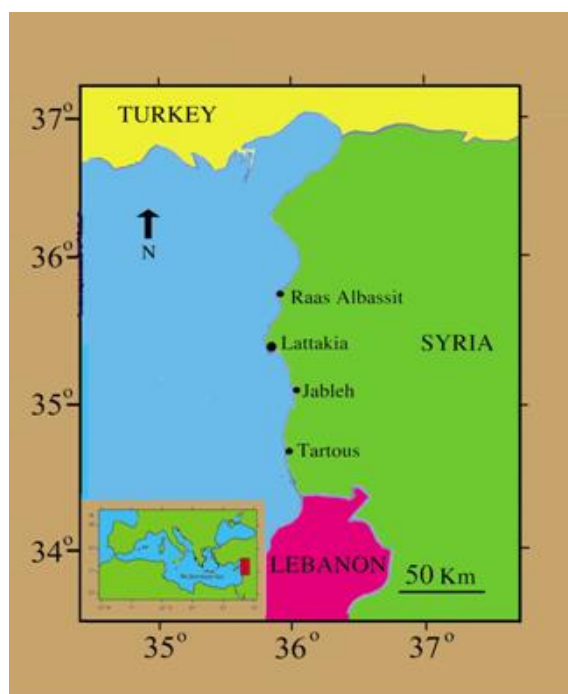 37°
TURKEY
N
36°
Raas Albassit
Lattakia
SYRIA
35°
Jableh
Tartous
34°
LEBANON
50 Km
35°
36°
37°